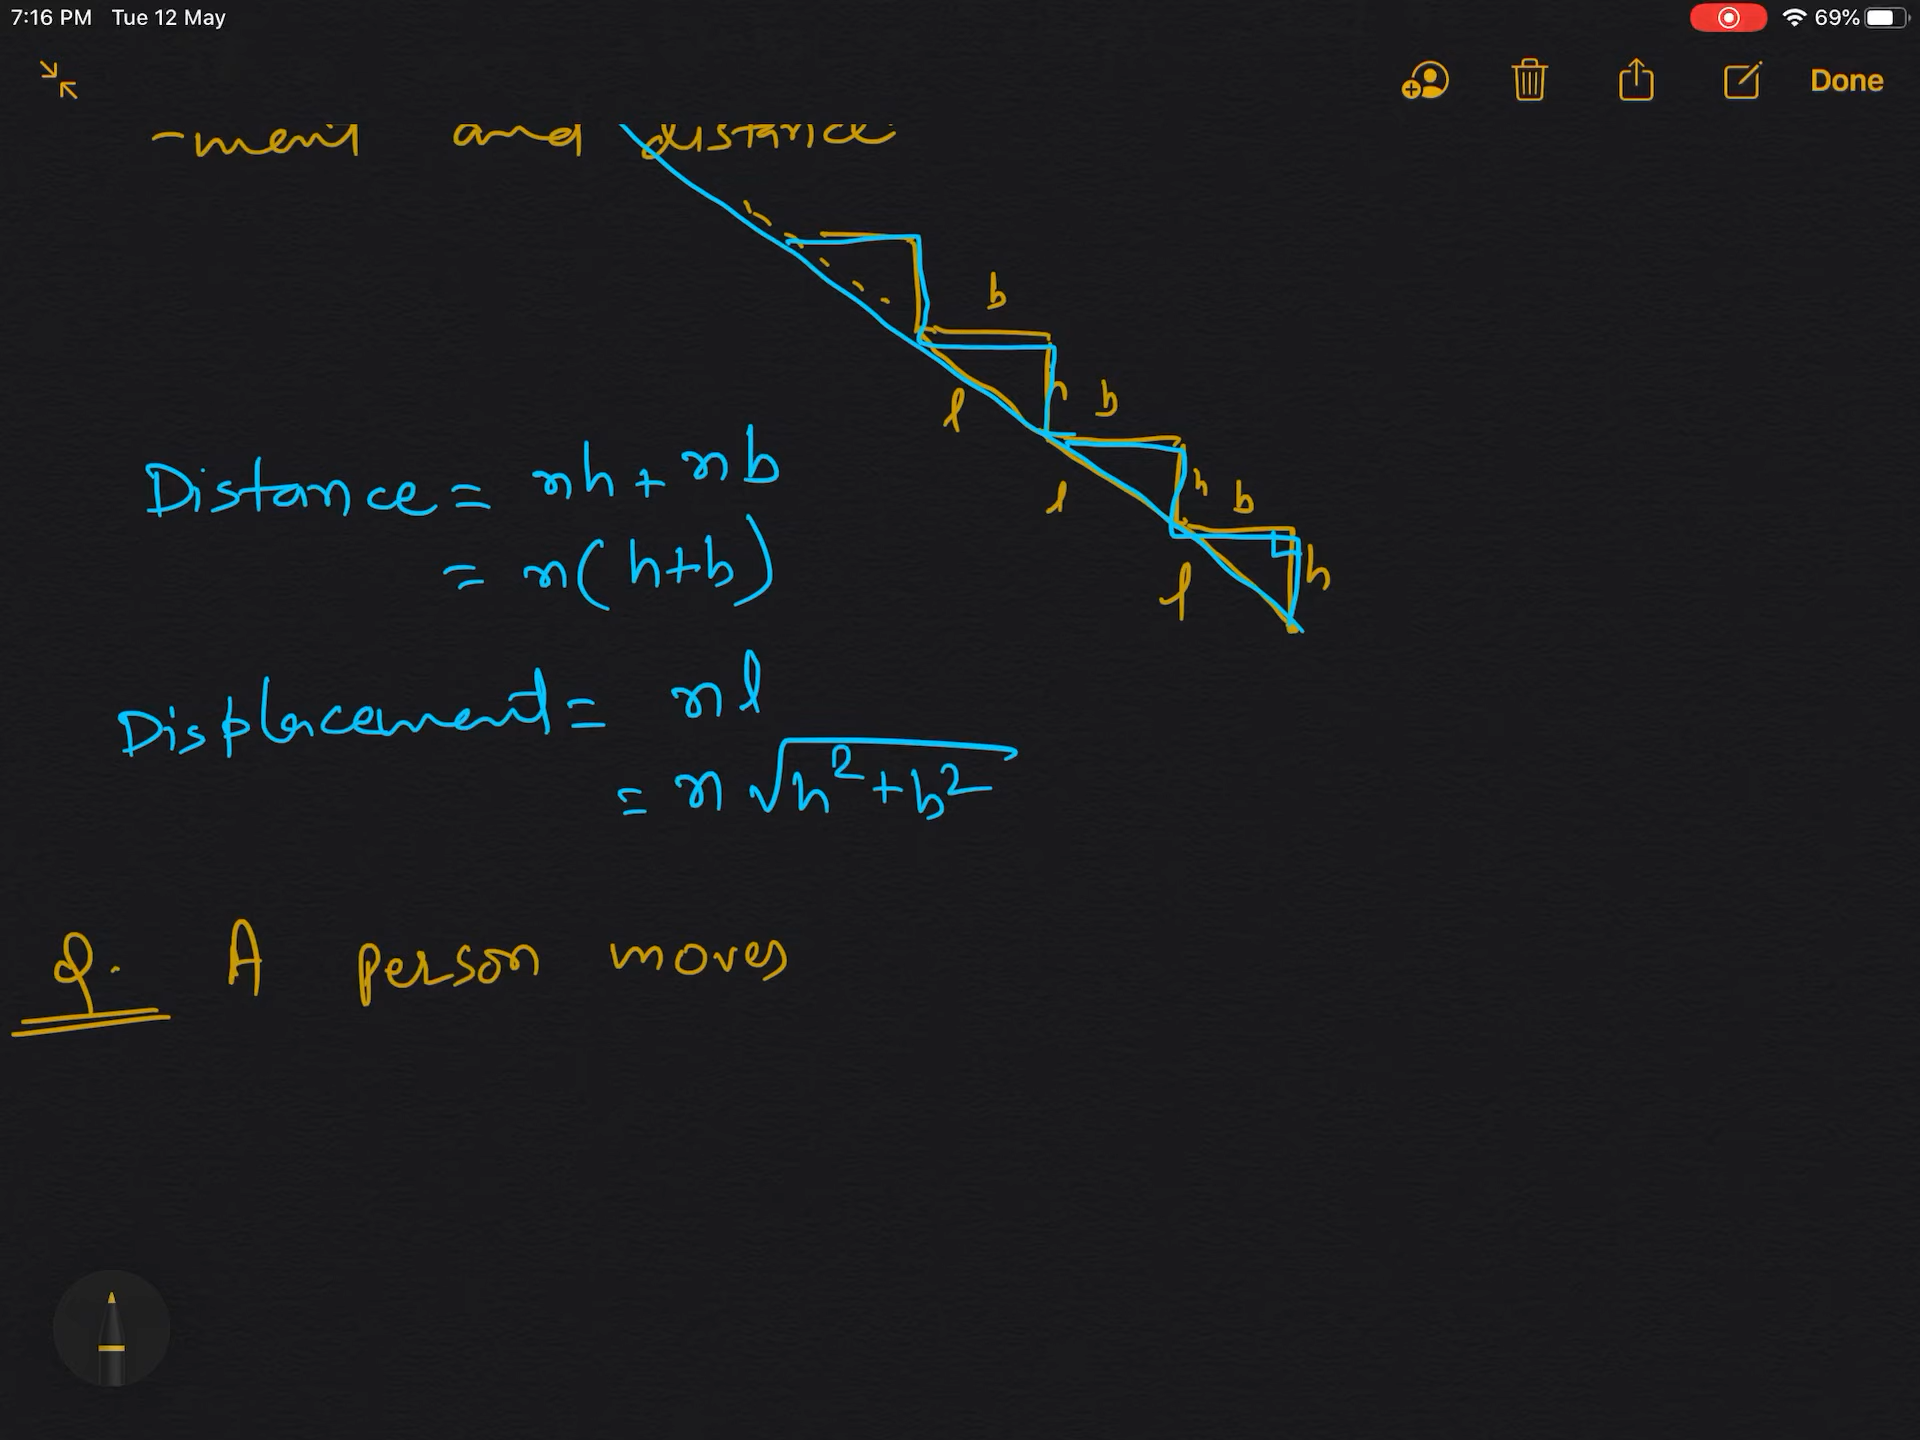 7:16 PM Tue 12 May 69%
Done
-ment and distance
b
h b
l
h b
l
h
l
Distance = nh + nb
= n(h+b)
Displacement = nl
= n √h²+b²
Q. A person moves